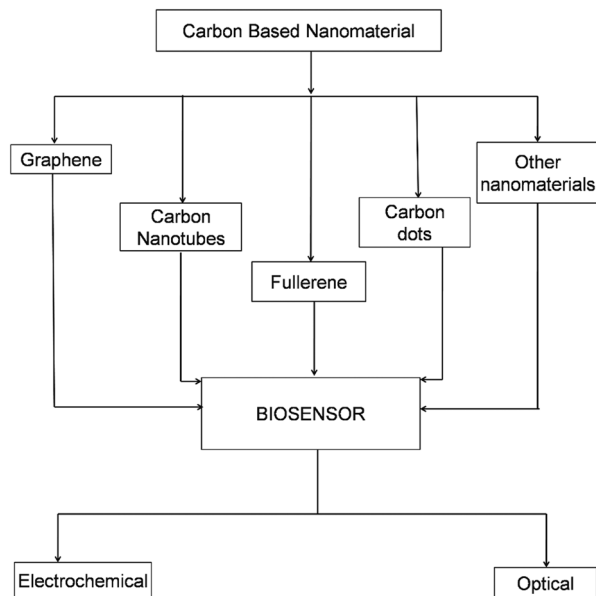 Carbon Based Nanomaterial
Graphene
Carbon
Nanotubes
Fullerene
Carbon
dots
Other
nanomaterials
BIOSENSOR
Electrochemical
Optical